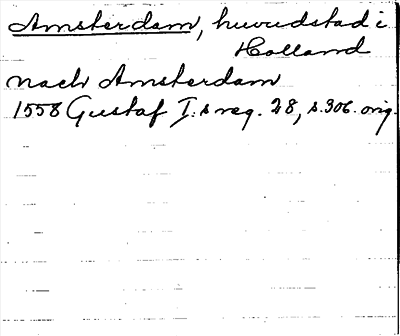 Amsterdam, huvudstad i
Holland
nach Amsterdam
1558 Gustaf I:s reg. 28, s. 306. orig.